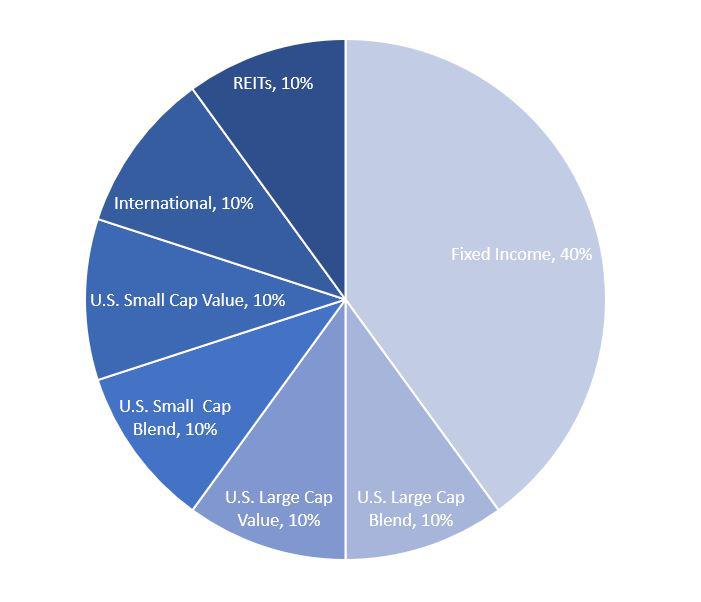 REITs, 10%
Fixed Income, 40%
International, 10%
U.S. Small Cap Value, 10%
U.S. Small  Cap
Blend, 10%
U.S. Large Cap
Value, 10%
U.S. Large Cap
Blend, 10%